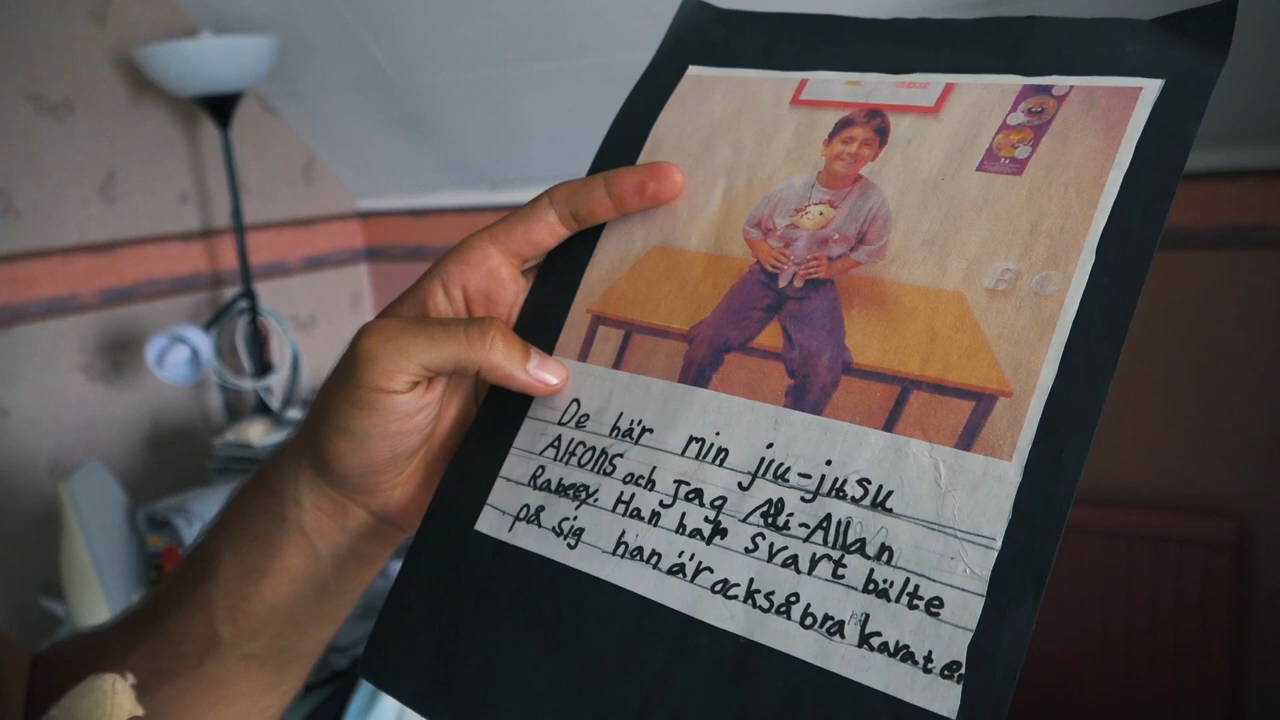 De här min jiu-jitsu
Alfons och jag Ali-Allan
Rabeey. Han har svart bälte
på sig han är också bra karate